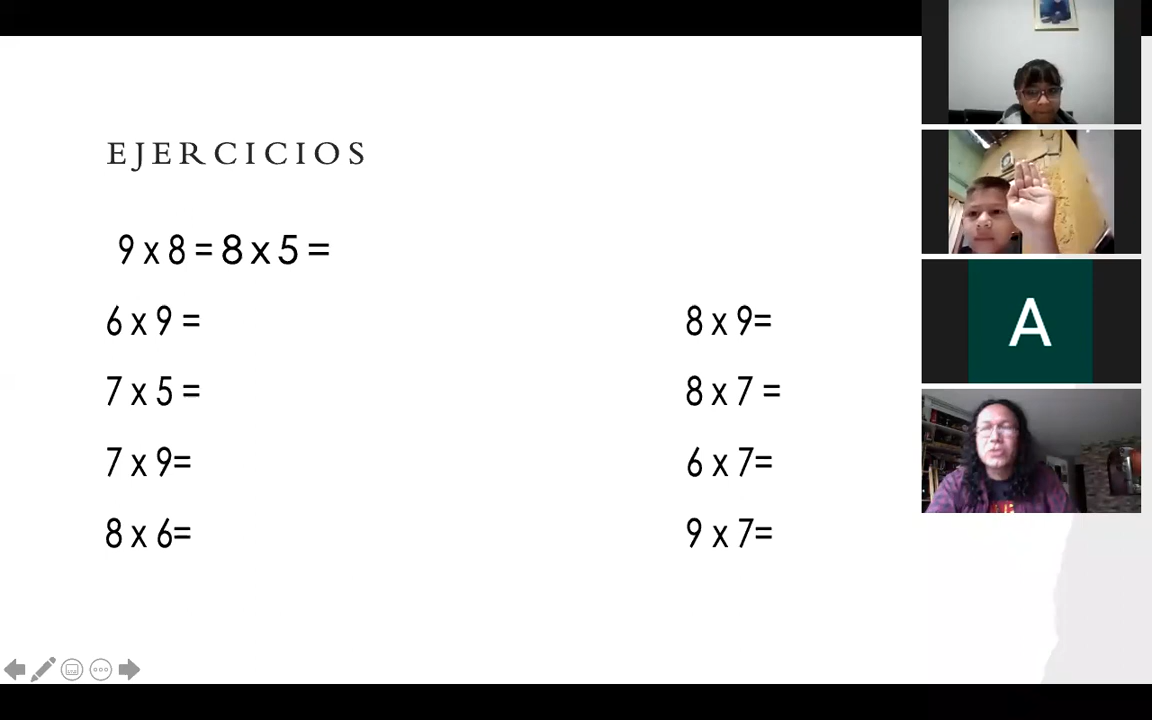 EJERCICIOS
9 x 8 = 8 x 5 =
6 x 9 =
7 x 5 =
7 x 9=
8 x 6=
8 x 9=
8 x 7 =
6 x 7=
9 x 7=
A